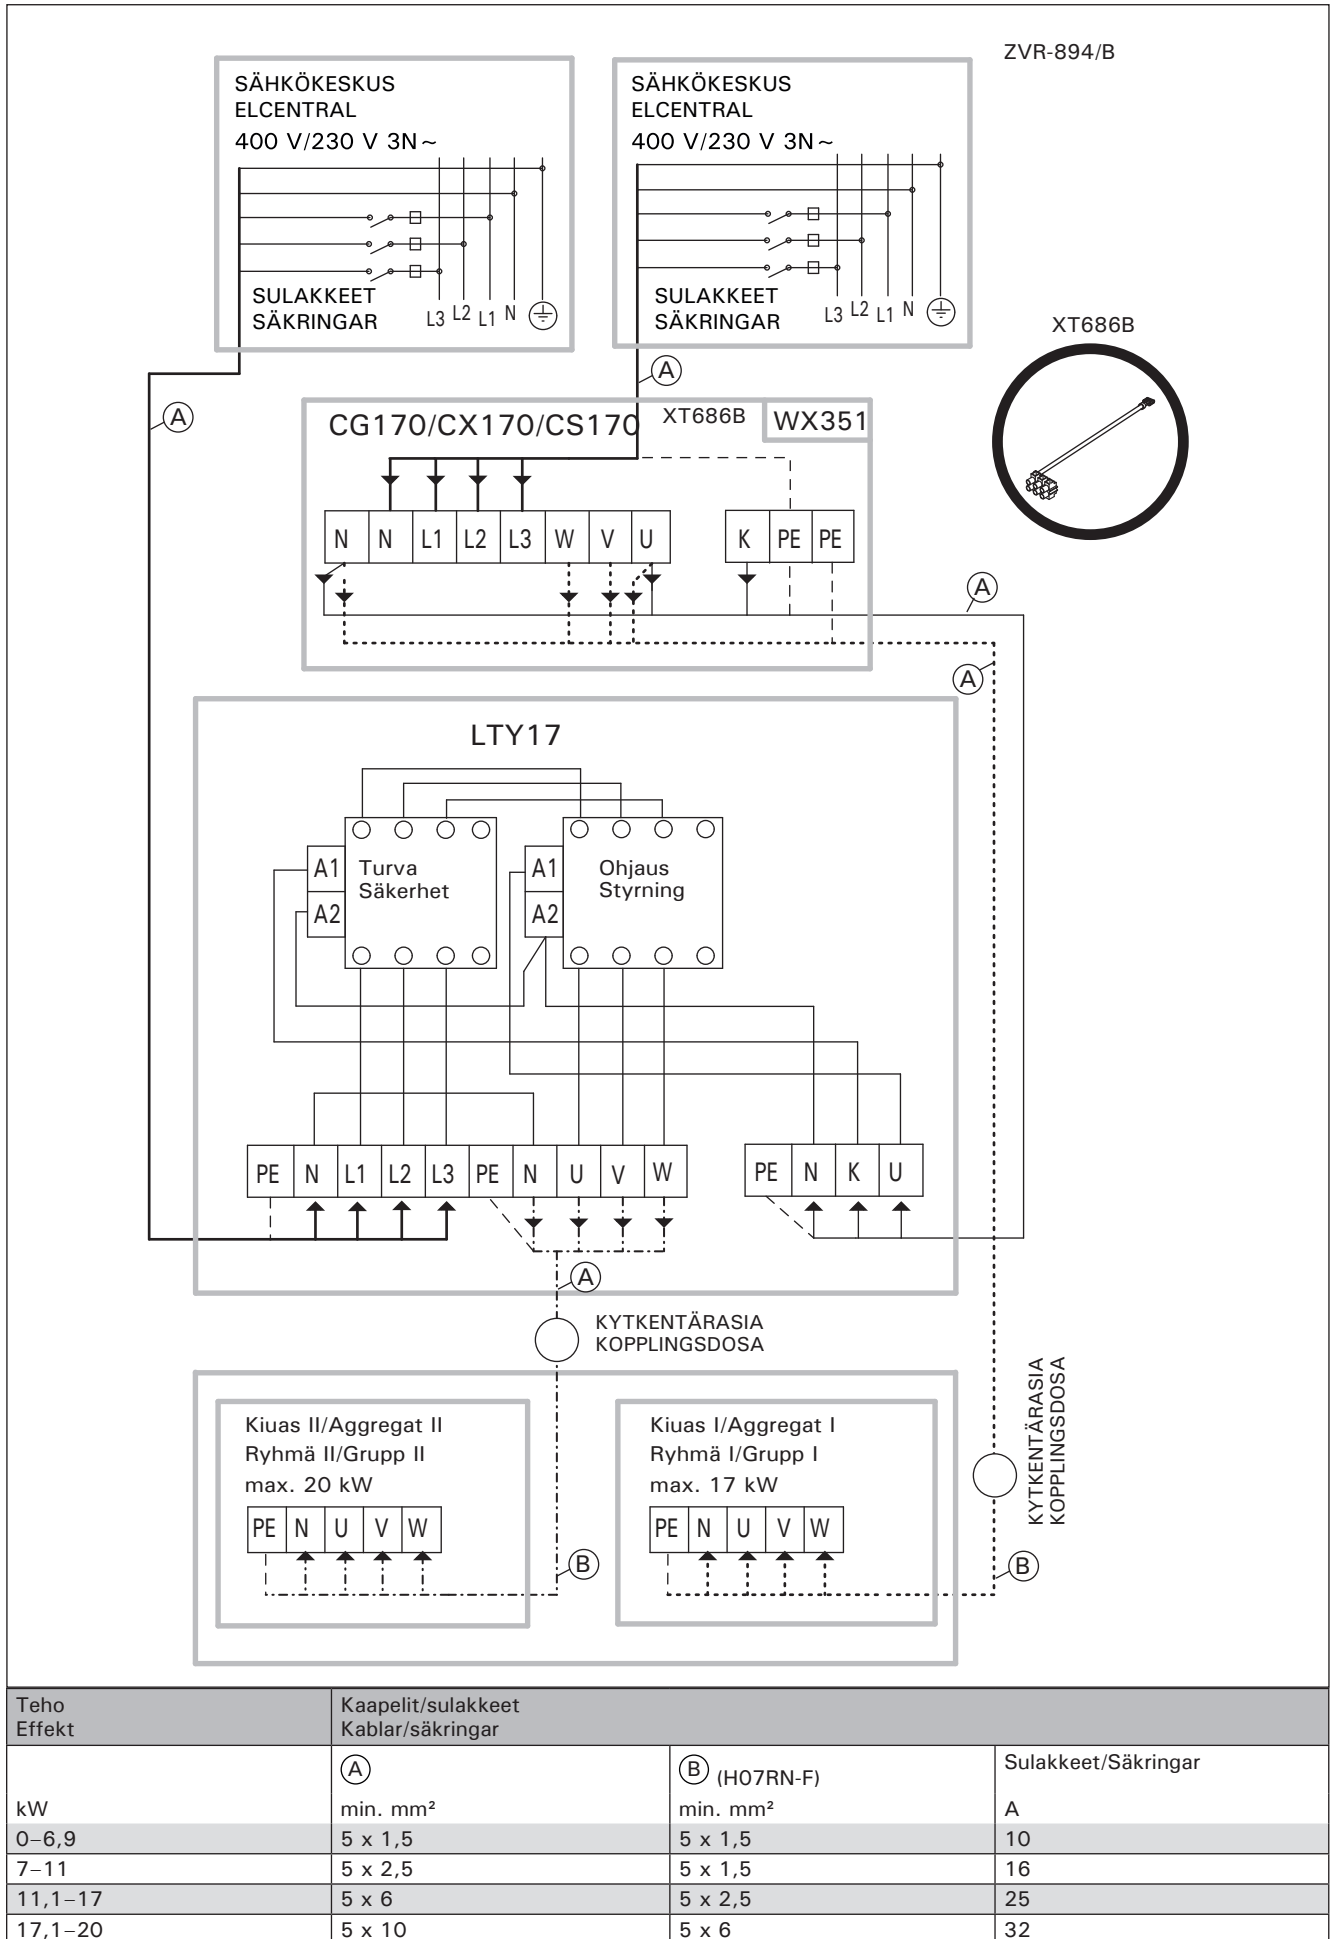 ZVR-894/B
SÄHKÖKESKUS
ELCENTRAL
400 V/230 V 3N~
SULAKKEET
SÄKRINGAR
L3 L2 L1 N
SÄHKÖKESKUS
ELCENTRAL
400 V/230 V 3N~
SULAKKEET
SÄKRINGAR
L3 L2 L1 N
XT686B
A
A
CG170/CX170/CS170
XT686B
WX351
N N L1 L2 L3 W V U
K PE PE
A
A
LTY17
A1
A2
Turva
Säkerhet
A1
A2
Ohjaus
Styrning
PE N L1 L2 L3 PE N U V W
PE N K U
A
KYTKENTÄRASIA
KOPPLINGSDOSA
KYTKENTÄRASIA
KOPPLINGSDOSA
Kiuas II/Aggregat II
Ryhmä II/Grupp II
max. 20 kW
PE N U V W
B
Kiuas I/Aggregat I
Ryhmä I/Grupp I
max. 17 kW
PE N U V W
B
Teho
Effekt
Kaapelit/sulakkeet
Kablar/säkringar
A
B (H07RN-F)
Sulakkeet/Säkringar
kW min. mm² min. mm² A
0–6,9 5 x 1,5 5 x 1,5 10
7–11 5 x 2,5 5 x 1,5 16
11,1–17 5 x 6 5 x 2,5 25
17,1–20 5 x 10 5 x 6 32